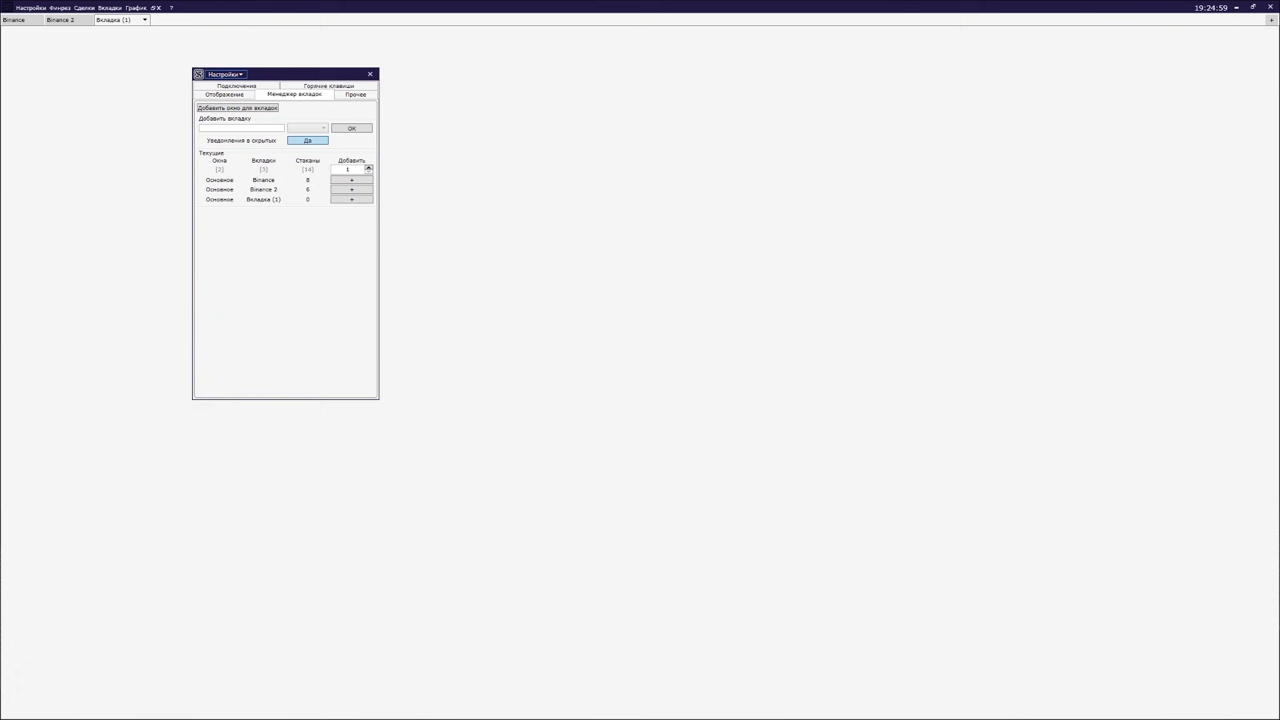 Настройки Финрез Сделки Вкладки График ?
19:24:59
Binance Binance 2 Вкладка (1)
+
Настройки
Подключения Горячие клавиши
Отображение Менеджер вкладок Прочее
Добавить окно для вкладок
Добавить вкладку
OK
Уведомления в скрытых Да
Текущие
Окна Вкладки Стаканы Добавить
[2] [3] [14] 1
Основное Binance 8 +
Основное Binance 2 6 +
Основное Вкладка (1) 0 +